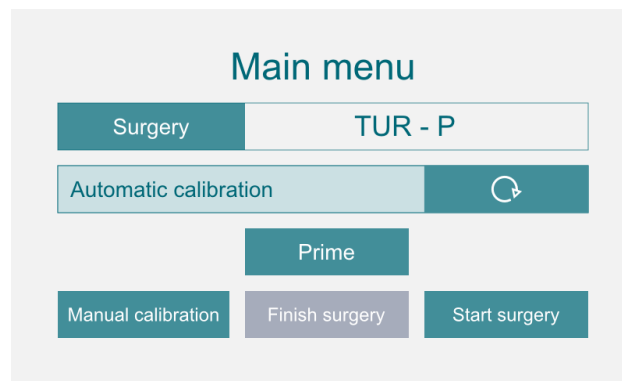 Main menu
Surgery TUR - P
Automatic calibration
Prime
Manual calibration Finish surgery Start surgery